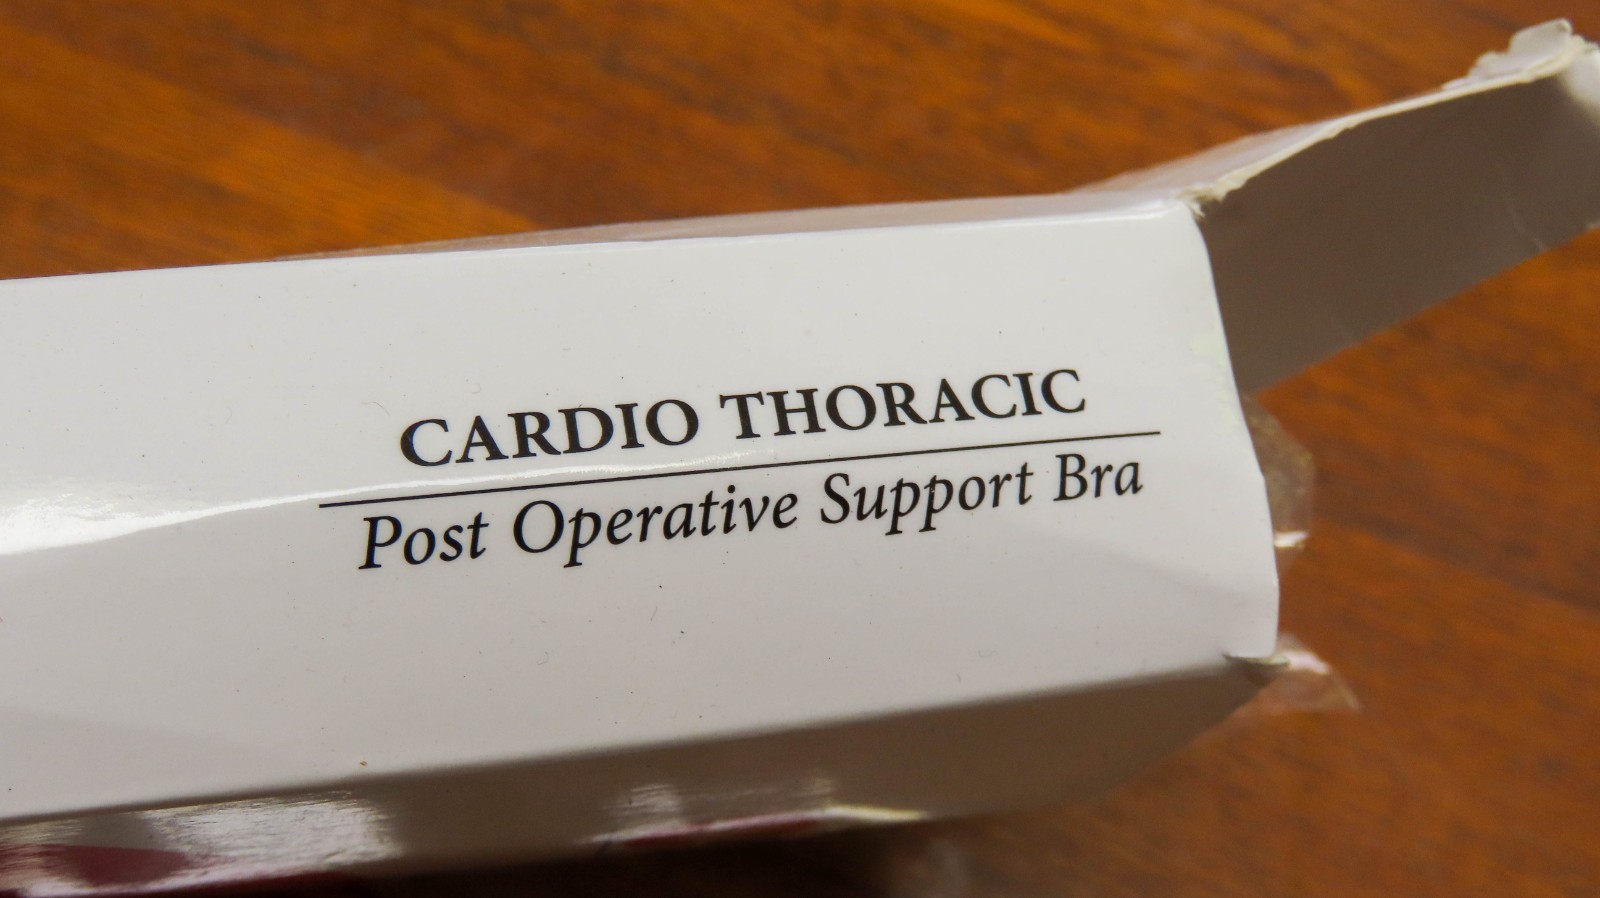 CARDIO THORACIC
Post Operative Support Bra